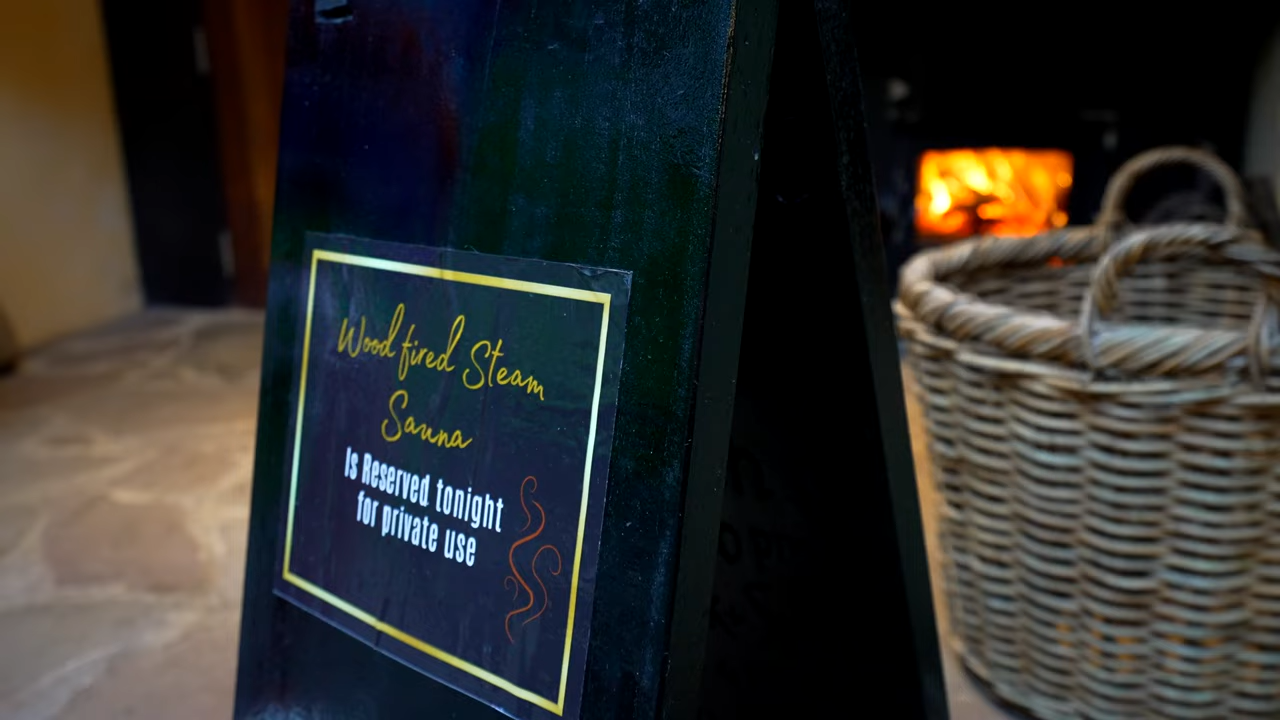 Wood fired Steam
Sauna
Is Reserved tonight
for private use